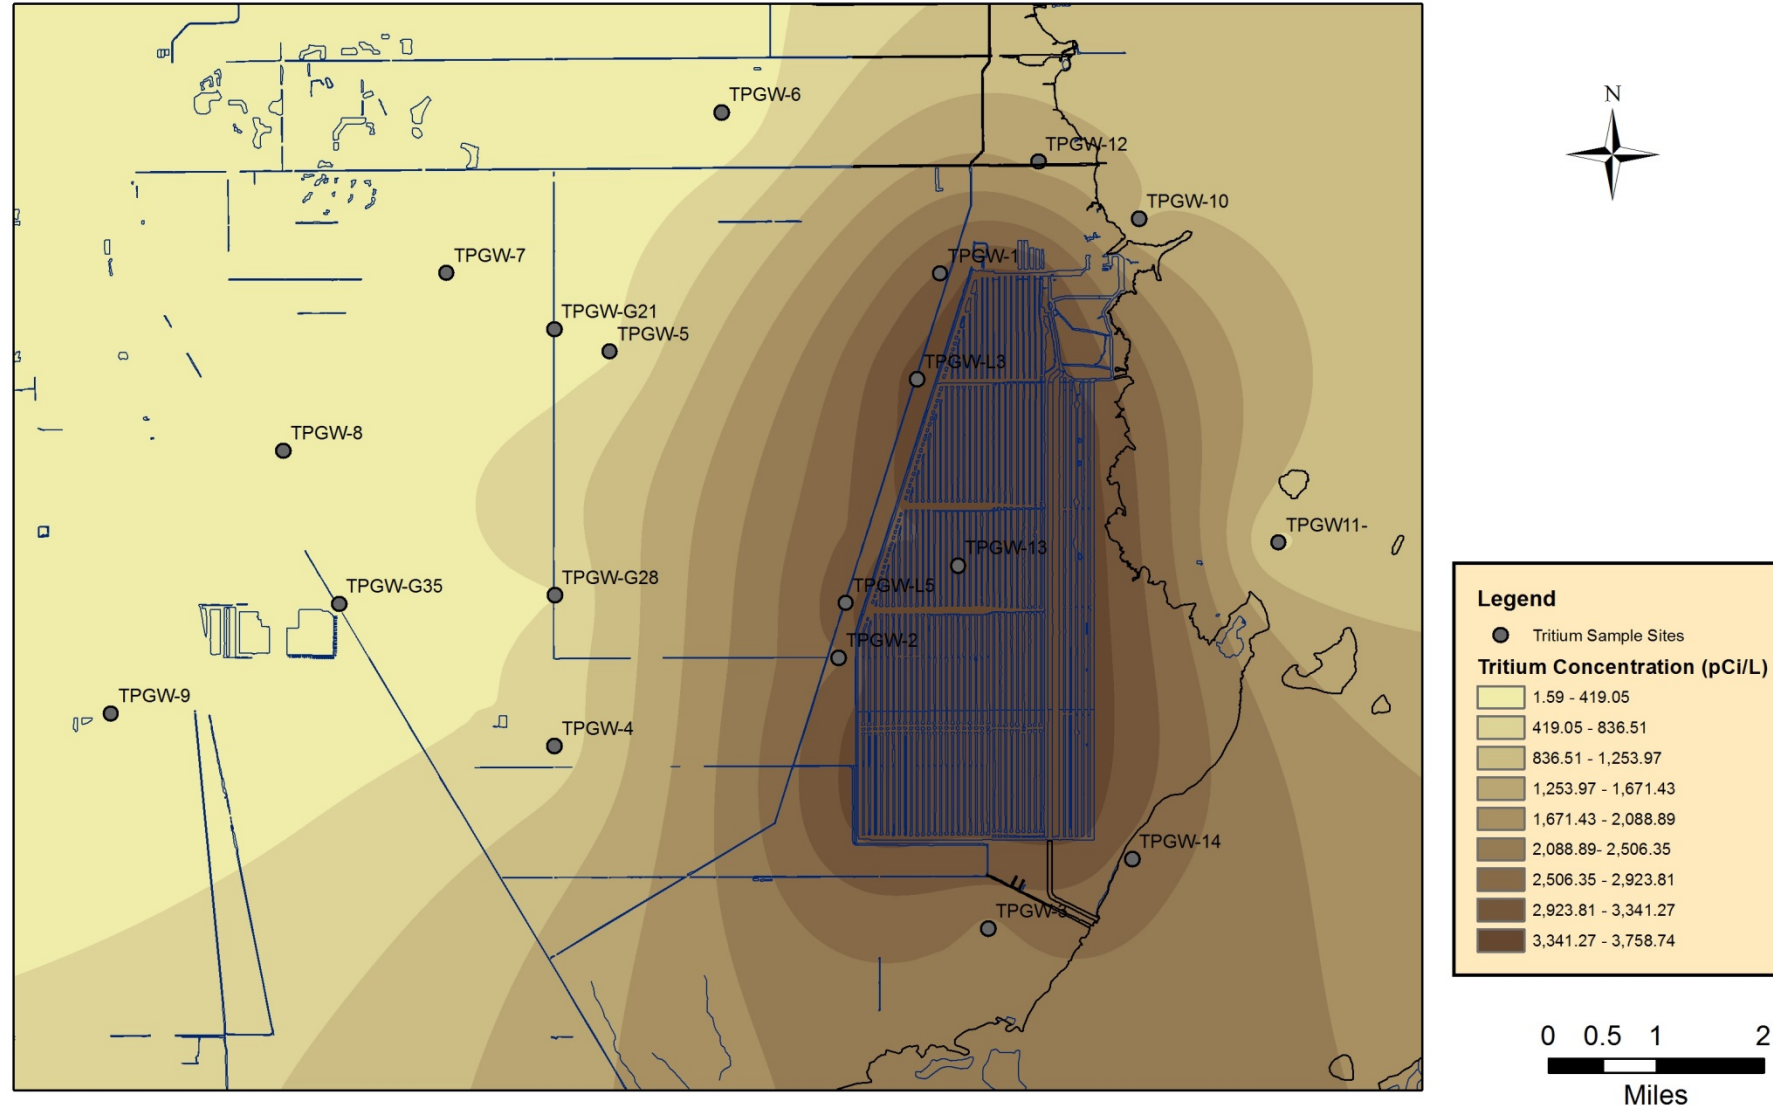 TPGW-6
N
TPGW-12
TPGW-10
TPGW-7
TPGW-1
TPGW-G21
TPGW-5
TPGW-L3
TPGW-8
TPGW11-
TPGW-13
TPGW-G28
TPGW-G35
TPGW-L5
TPGW-2
TPGW-9
TPGW-4
TPGW-14
TPGW-3
Legend
Tritium Sample Sites
Tritium Concentration (pCi/L)
1.59 - 419.05
419.05 - 836.51
836.51 - 1,253.97
1,253.97 - 1,671.43
1,671.43 - 2,088.89
2,088.89- 2,506.35
2,506.35 - 2,923.81
2,923.81 - 3,341.27
3,341.27 - 3,758.74
0 0.5 1 2
Miles